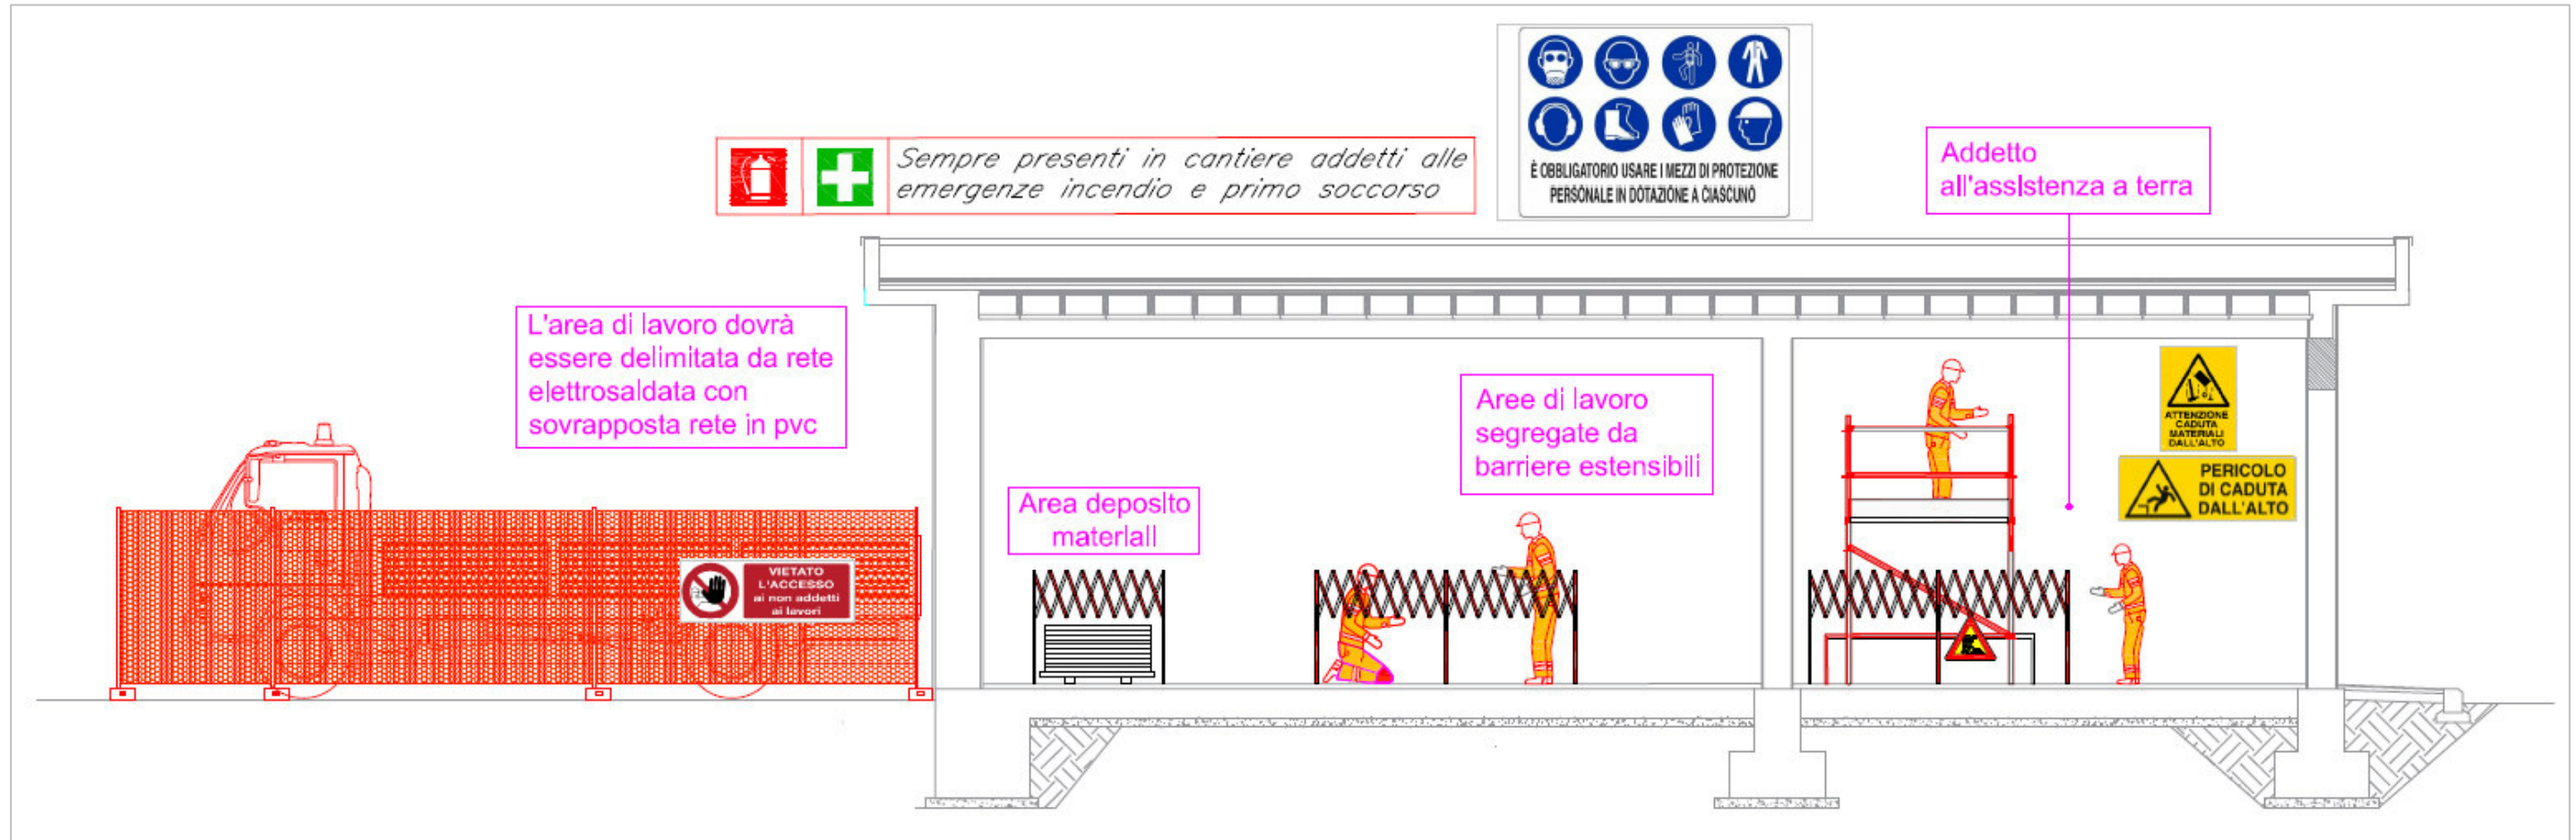 Sempre presenti in cantiere addetti alle
emergenze incendio e primo soccorso
È OBBLIGATORIO USARE I MEZZI DI PROTEZIONE
PERSONALE IN DOTAZIONE A CIASCUNO
Addetto
all'assistenza a terra
L'area di lavoro dovrà
essere delimitata da rete
elettrosaldata con
sovrapposta rete in pvc
Aree di lavoro
segregate da
barriere estensibili
ATTENZIONE
CADUTA
MATERIALI
DALL'ALTO
PERICOLO
DI CADUTA
DALL'ALTO
Area deposito
materiali
VIETATO
L'ACCESSO
ai non addetti
ai lavori